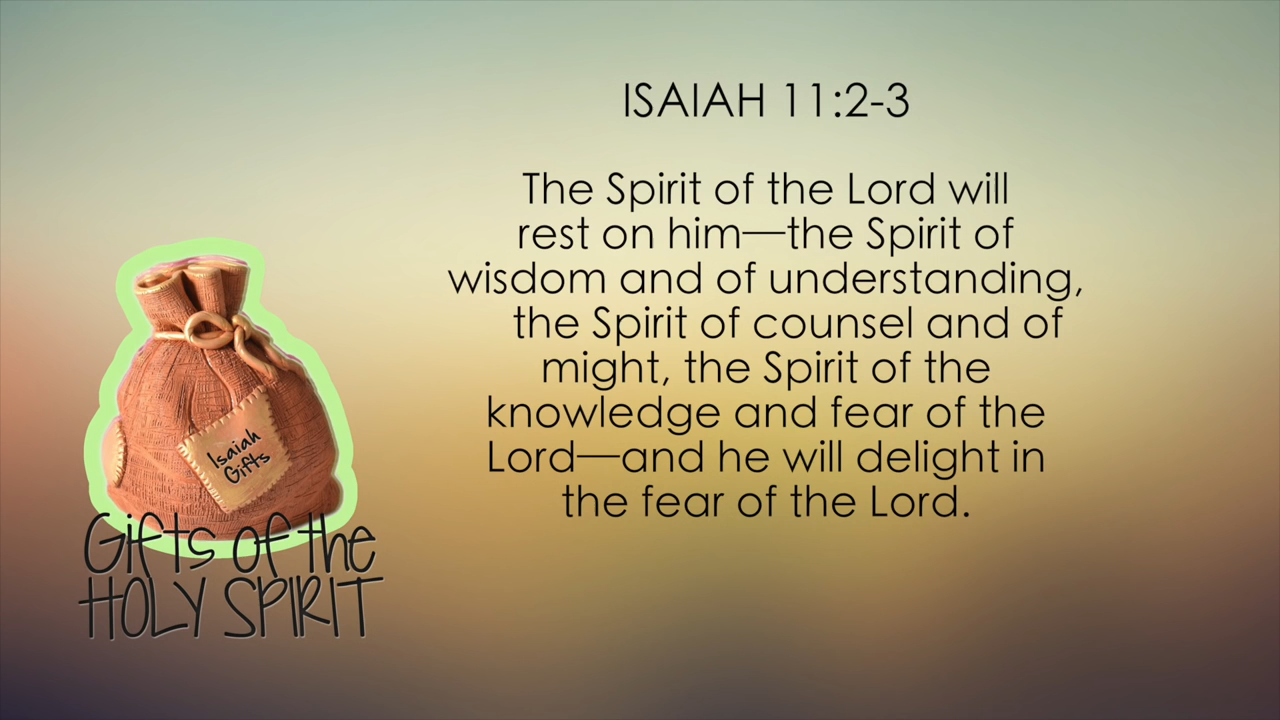 ISAIAH 11:2-3
The Spirit of the Lord will
rest on him—the Spirit of
wisdom and of understanding,
the Spirit of counsel and of
might, the Spirit of the
knowledge and fear of the
Lord—and he will delight in
the fear of the Lord.
Isaiah
Gifts
Gifts of the
HOLY SPIRIT